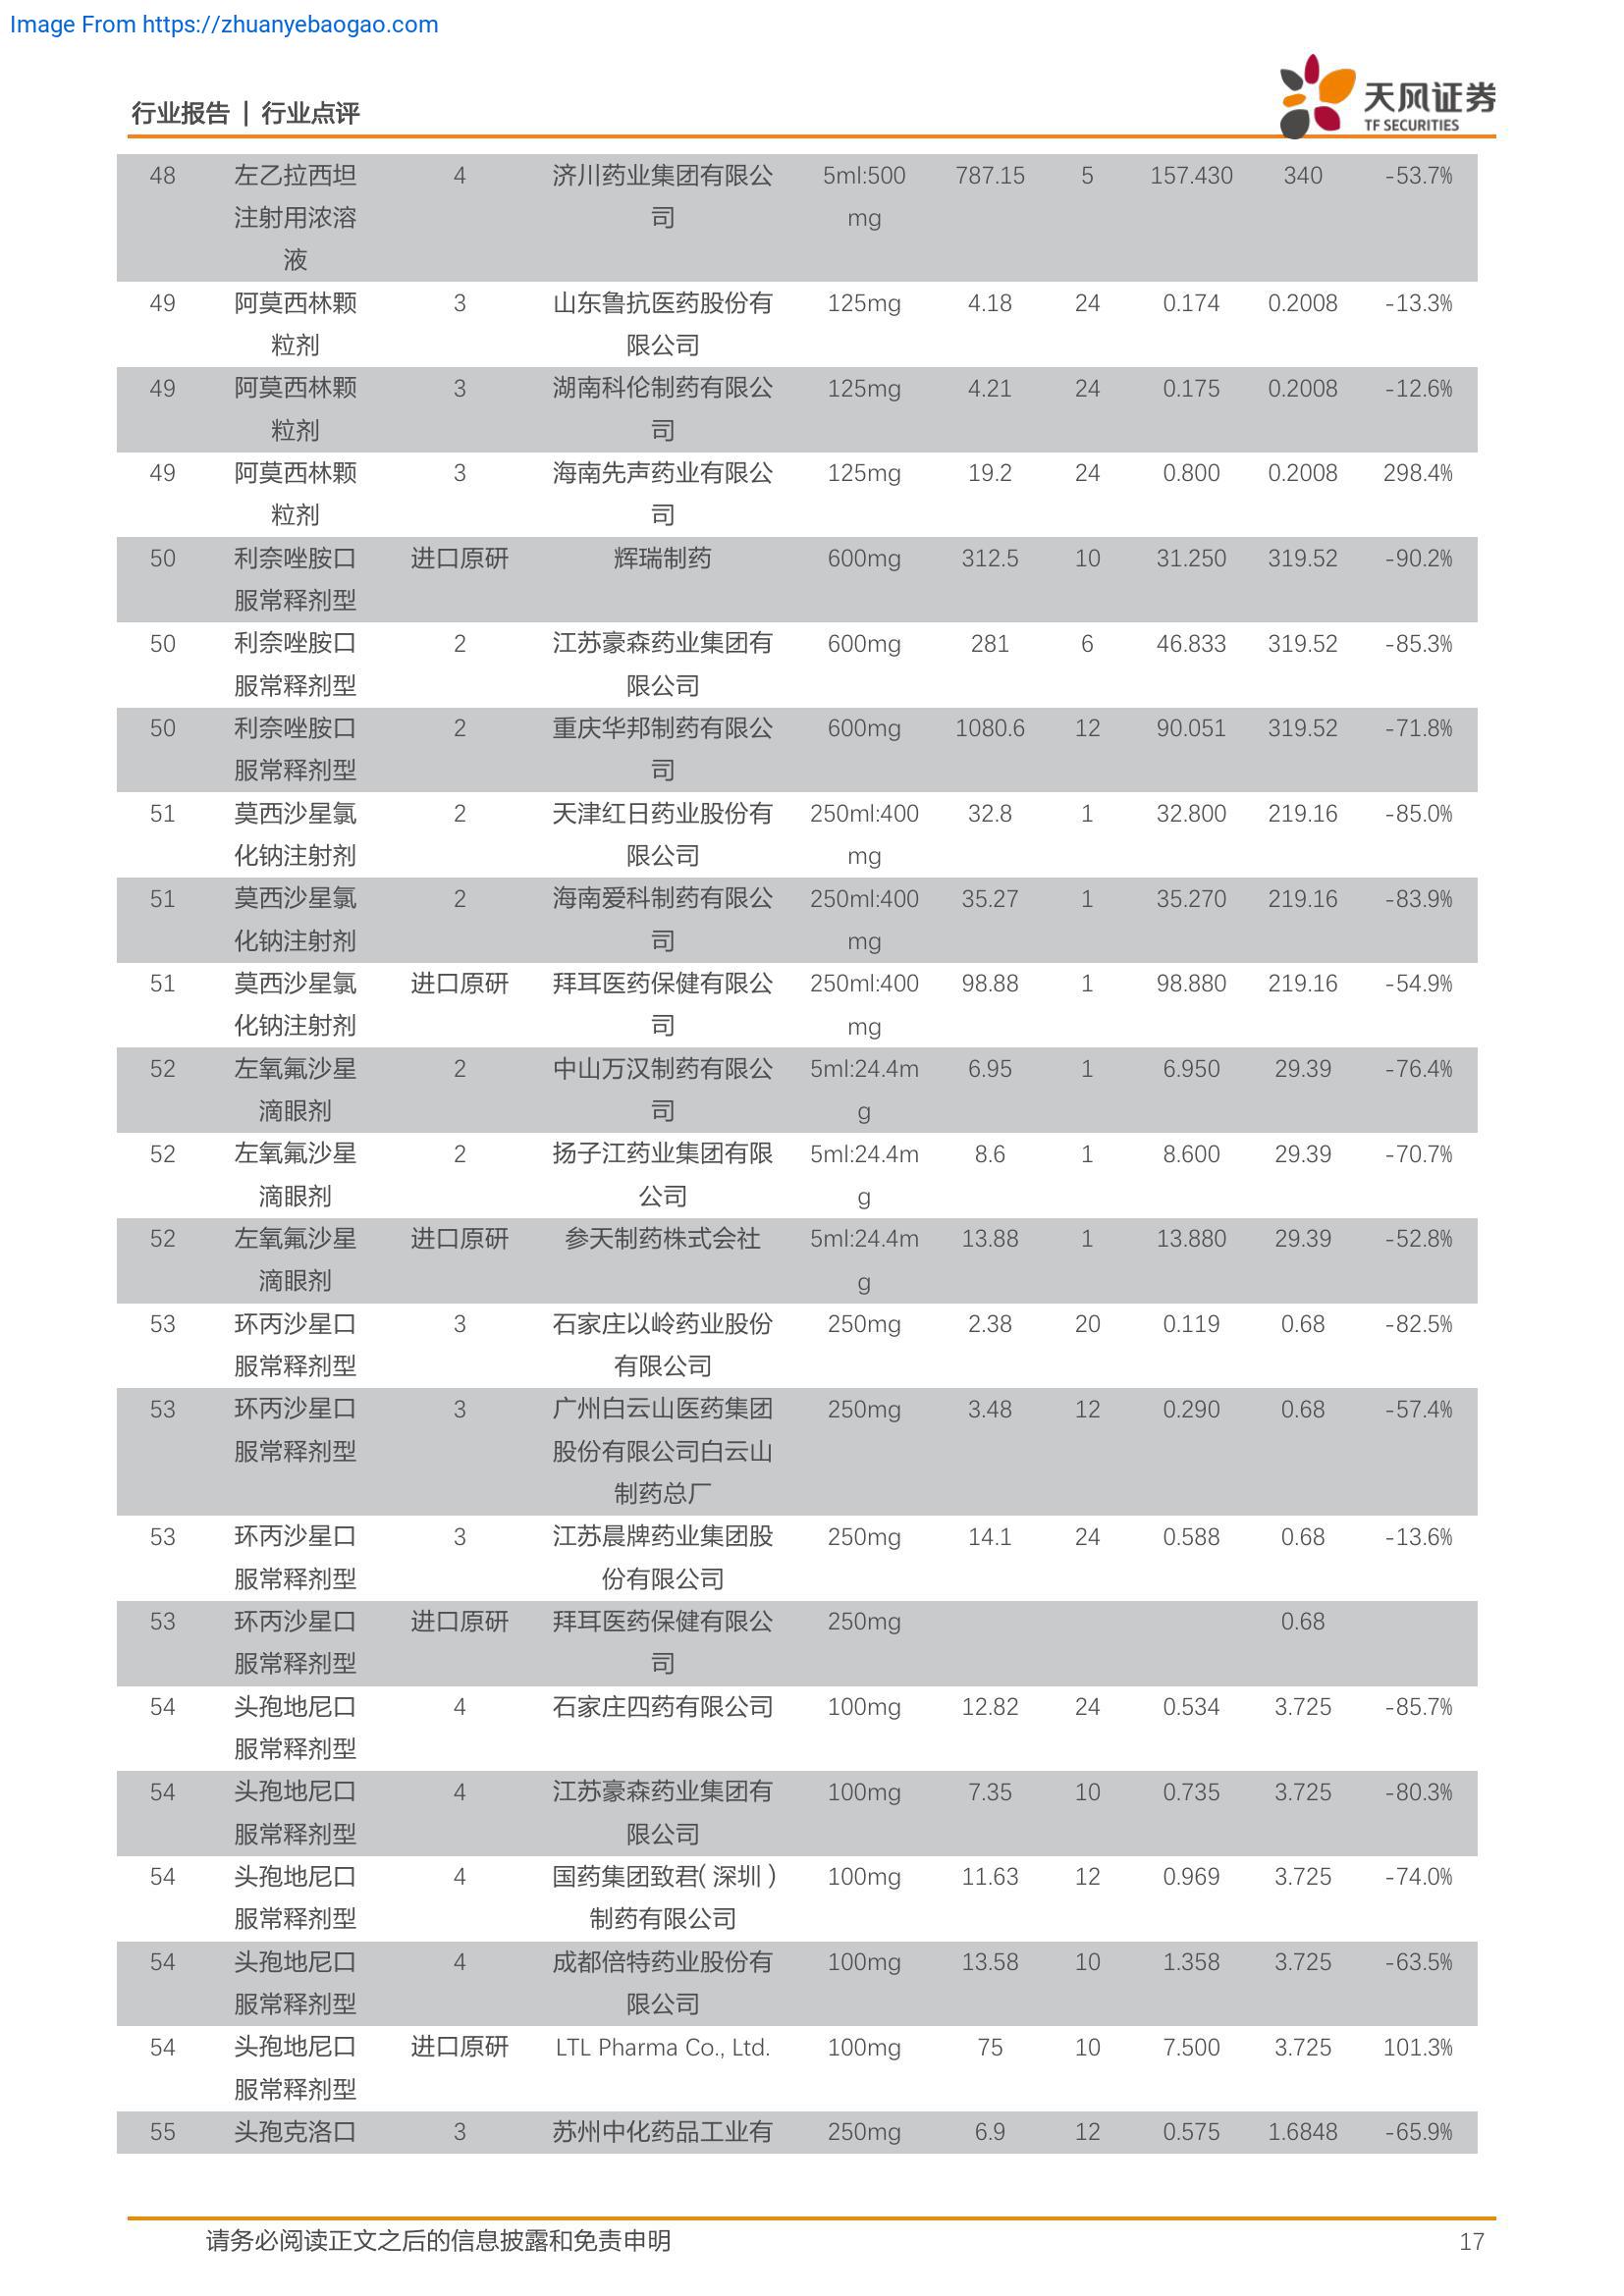 Image From https://zhuanyebaogao.com
行业报告 | 行业点评
天风证券
TF SECURITIES
48 左乙拉西坦 4 济川药业集团有限公 5ml:500 787.15 5 157.430 340 -53.7%
注射用浓溶 司 mg
液
49 阿莫西林颗 3 山东鲁抗医药股份有 125mg 4.18 24 0.174 0.2008 -13.3%
粒剂 限公司
49 阿莫西林颗 3 湖南科伦制药有限公 125mg 4.21 24 0.175 0.2008 -12.6%
粒剂 司
49 阿莫西林颗 3 海南先声药业有限公 125mg 19.2 24 0.800 0.2008 298.4%
粒剂 司
50 利奈唑胺口 进口原研 辉瑞制药 600mg 312.5 10 31.250 319.52 -90.2%
服常释剂型
50 利奈唑胺口 2 江苏豪森药业集团有 600mg 281 6 46.833 319.52 -85.3%
服常释剂型 限公司
50 利奈唑胺口 2 重庆华邦制药有限公 600mg 1080.6 12 90.051 319.52 -71.8%
服常释剂型 司
51 莫西沙星氯 2 天津红日药业股份有 250ml:400 32.8 1 32.800 219.16 -85.0%
化钠注射剂 限公司 mg
51 莫西沙星氯 2 海南爱科制药有限公 250ml:400 35.27 1 35.270 219.16 -83.9%
化钠注射剂 司 mg
51 莫西沙星氯 进口原研 拜耳医药保健有限公 250ml:400 98.88 1 98.880 219.16 -54.9%
化钠注射剂 司 mg
52 左氧氟沙星 2 中山万汉制药有限公 5ml:24.4m 6.95 1 6.950 29.39 -76.4%
滴眼剂 司 g
52 左氧氟沙星 2 扬子江药业集团有限 5ml:24.4m 8.6 1 8.600 29.39 -70.7%
滴眼剂 公司 g
52 左氧氟沙星 进口原研 参天制药株式会社 5ml:24.4m 13.88 1 13.880 29.39 -52.8%
滴眼剂 g
53 环丙沙星口 3 石家庄以岭药业股份 250mg 2.38 20 0.119 0.68 -82.5%
服常释剂型 有限公司
53 环丙沙星口 3 广州白云山医药集团 250mg 3.48 12 0.290 0.68 -57.4%
服常释剂型 股份有限公司白云山
制药总厂
53 环丙沙星口 3 江苏晨牌药业集团股 250mg 14.1 24 0.588 0.68 -13.6%
服常释剂型 份有限公司
53 环丙沙星口 进口原研 拜耳医药保健有限公 250mg 0.68
服常释剂型 司
54 头孢地尼口 4 石家庄四药有限公司 100mg 12.82 24 0.534 3.725 -85.7%
服常释剂型
54 头孢地尼口 4 江苏豪森药业集团有 100mg 7.35 10 0.735 3.725 -80.3%
服常释剂型 限公司
54 头孢地尼口 4 国药集团致君(深圳) 100mg 11.63 12 0.969 3.725 -74.0%
服常释剂型 制药有限公司
54 头孢地尼口 4 成都倍特药业股份有 100mg 13.58 10 1.358 3.725 -63.5%
服常释剂型 限公司
54 头孢地尼口 进口原研 LTL Pharma Co., Ltd. 100mg 75 10 7.500 3.725 101.3%
服常释剂型
55 头孢克洛口 3 苏州中化药品工业有 250mg 6.9 12 0.575 1.6848 -65.9%
请务必阅读正文之后的信息披露和免责申明 17